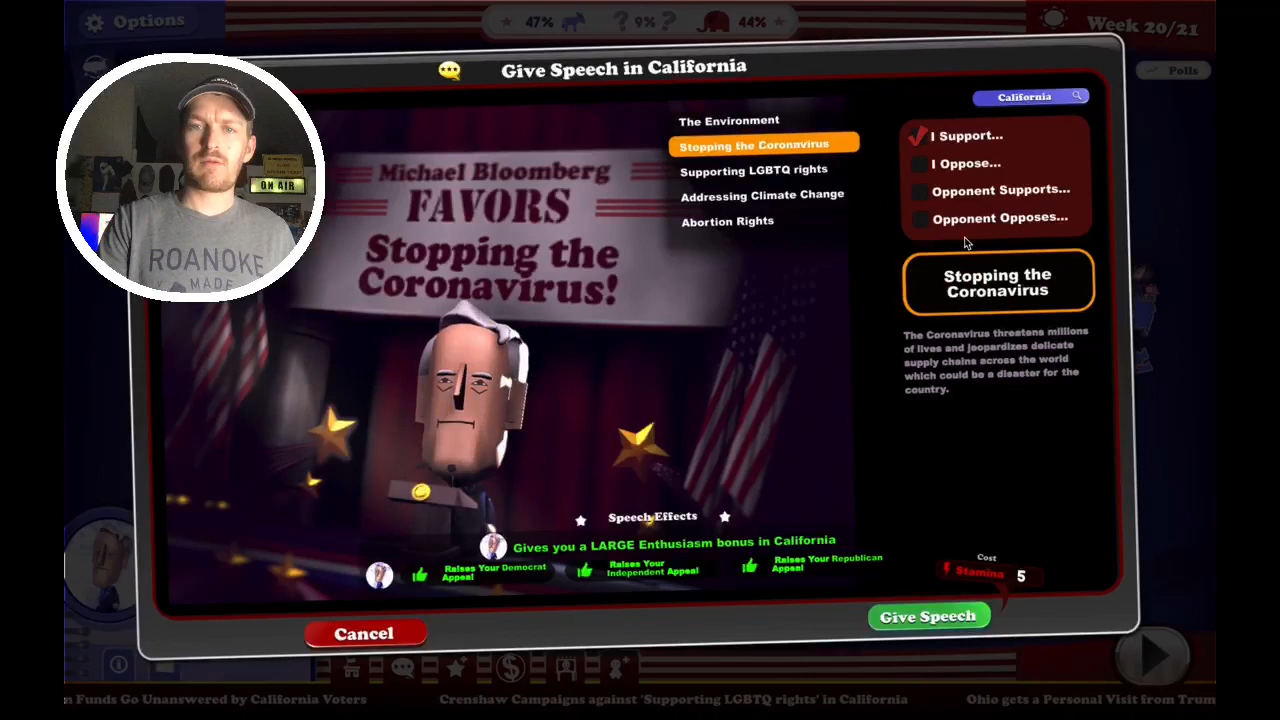 Options
47%
? 9% ?
44%
Week 20/21
Polls
Give Speech in California
California
The Environment
Stopping the Coronavirus
Supporting LGBTQ rights
Addressing Climate Change
Abortion Rights
I Support...
I Oppose...
Opponent Supports...
Opponent Opposes...
Michael Bloomberg
FAVORS
Stopping the
Coronavirus!
ON AIR
ROANOKE
MADE
Stopping the
Coronavirus
The Coronavirus threatens millions
of lives and jeopardizes delicate
supply chains across the world
which could be a disaster for the
country.
Speech Effects
Gives you a LARGE Enthusiasm bonus in California
Raises Your Democrat
Appeal
Raises Your
Independent Appeal
Raises Your Republican
Appeal
Cost
Stamina 5
Give Speech
Cancel
m Funds Go Unanswered by California Voters
Crenshaw Campaigns against 'Supporting LGBTQ rights' in California
Ohio gets a Personal Visit from Trum